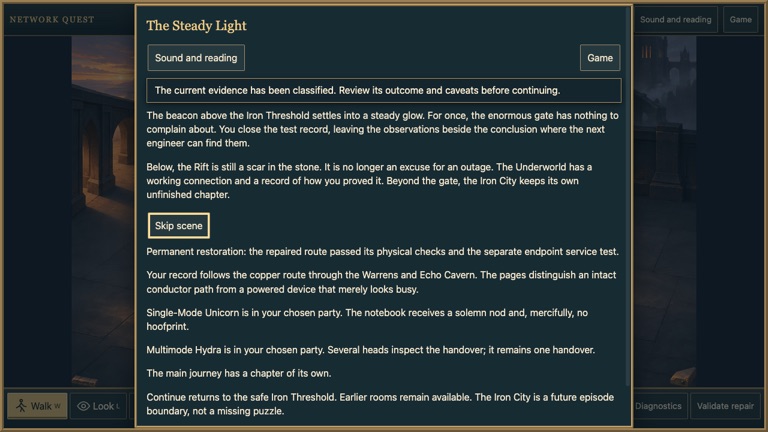 NETWORK QUEST
Sound and reading
Game
The Steady Light
Sound and reading
Game
The current evidence has been classified. Review its outcome and caveats before continuing.
The beacon above the Iron Threshold settles into a steady glow. For once, the enormous gate has nothing to
complain about. You close the test record, leaving the observations beside the conclusion where the next
engineer can find them.
Below, the Rift is still a scar in the stone. It is no longer an excuse for an outage. The Underworld has a
working connection and a record of how you proved it. Beyond the gate, the Iron City keeps its own
unfinished chapter.
Skip scene
Permanent restoration: the repaired route passed its physical checks and the separate endpoint service test.
Your record follows the copper route through the Warrens and Echo Cavern. The pages distinguish an intact
conductor path from a powered device that merely looks busy.
Single-Mode Unicorn is in your chosen party. The notebook receives a solemn nod and, mercifully, no
hoofprint.
Multimode Hydra is in your chosen party. Several heads inspect the handover; it remains one handover.
The main journey has a chapter of its own.
Continue returns to the safe Iron Threshold. Earlier rooms remain available. The Iron City is a future episode
boundary, not a missing puzzle.
Walk W
Look L
Diagnostics
Validate repair